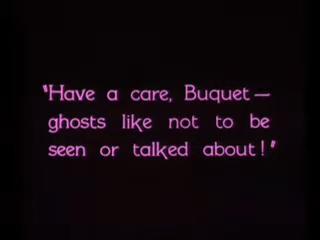 "Have a care, Buquet—
ghosts like not to be
seen or talked about!"